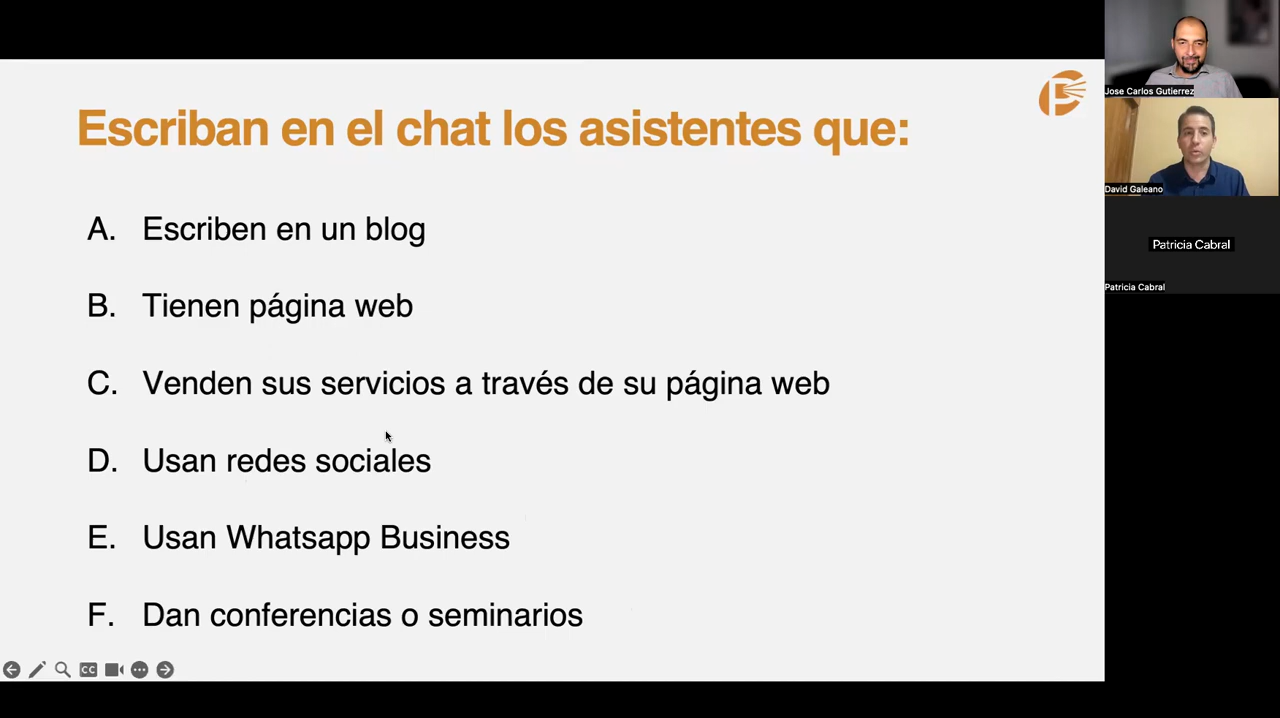 Escriban en el chat los asistentes que:
A. Escriben en un blog
B. Tienen página web
C. Venden sus servicios a través de su página web
D. Usan redes sociales
E. Usan Whatsapp Business
F. Dan conferencias o seminarios
CC
Jose Carlos Gutierrez
David Galeano
Patricia Cabral
Patricia Cabral